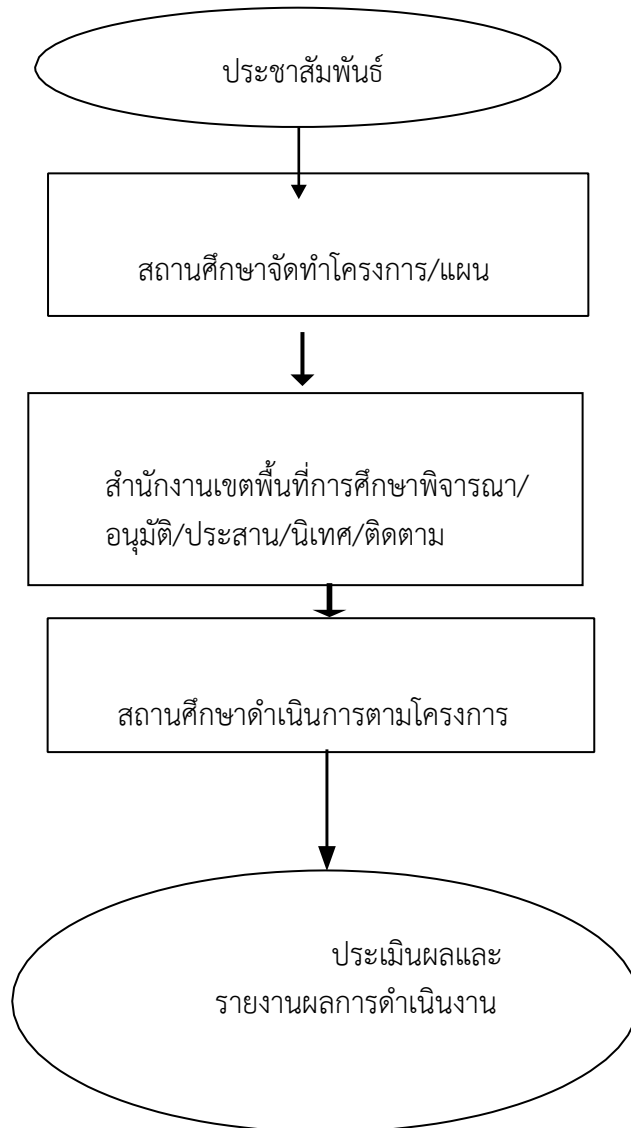 ประชาสัมพันธ์
สถานศึกษาจัดทำโครงการ/แผน
สำนักงานเขตพื้นที่การศึกษาพิจารณา/
อนุมัติ/ประสาน/นิเทศ/ติดตาม
สถานศึกษาดำเนินการตามโครงการ
ประเมินผลและ
รายงานผลการดำเนินงาน